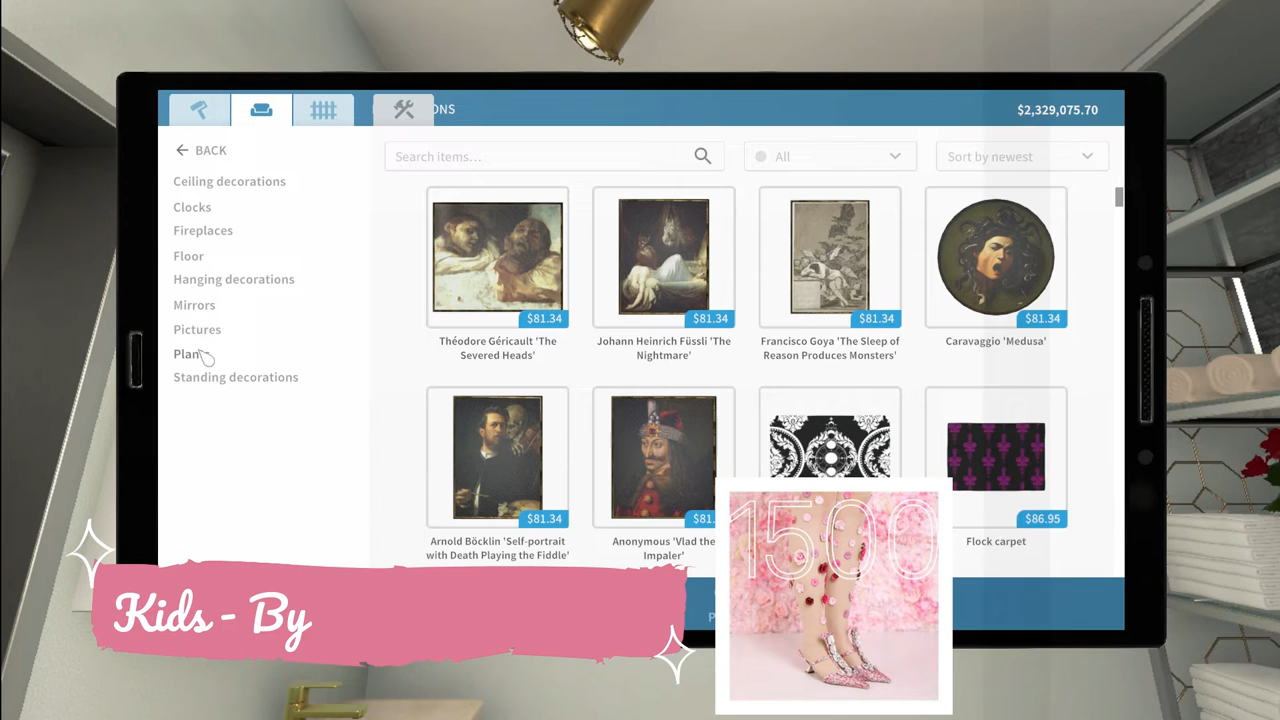 ONS
$2,329,075.70
BACK
Search items...
All
Sort by newest
Ceiling decorations
Clocks
Fireplaces
Floor
Hanging decorations
Mirrors
Pictures
Plan
Standing decorations
$81.34
$81.34
$81.34
$81.34
Théodore Géricault 'The
Severed Heads'
Johann Heinrich Füssli 'The
Nightmare'
Francisco Goya 'The Sleep of
Reason Produces Monsters'
Caravaggio 'Medusa'
$81.34
$81.
$86.95
Arnold Böcklin 'Self-portrait
with Death Playing the Fiddle'
Anonymous 'Vlad the
Impaler'
Flock carpet
1500
Kids - By